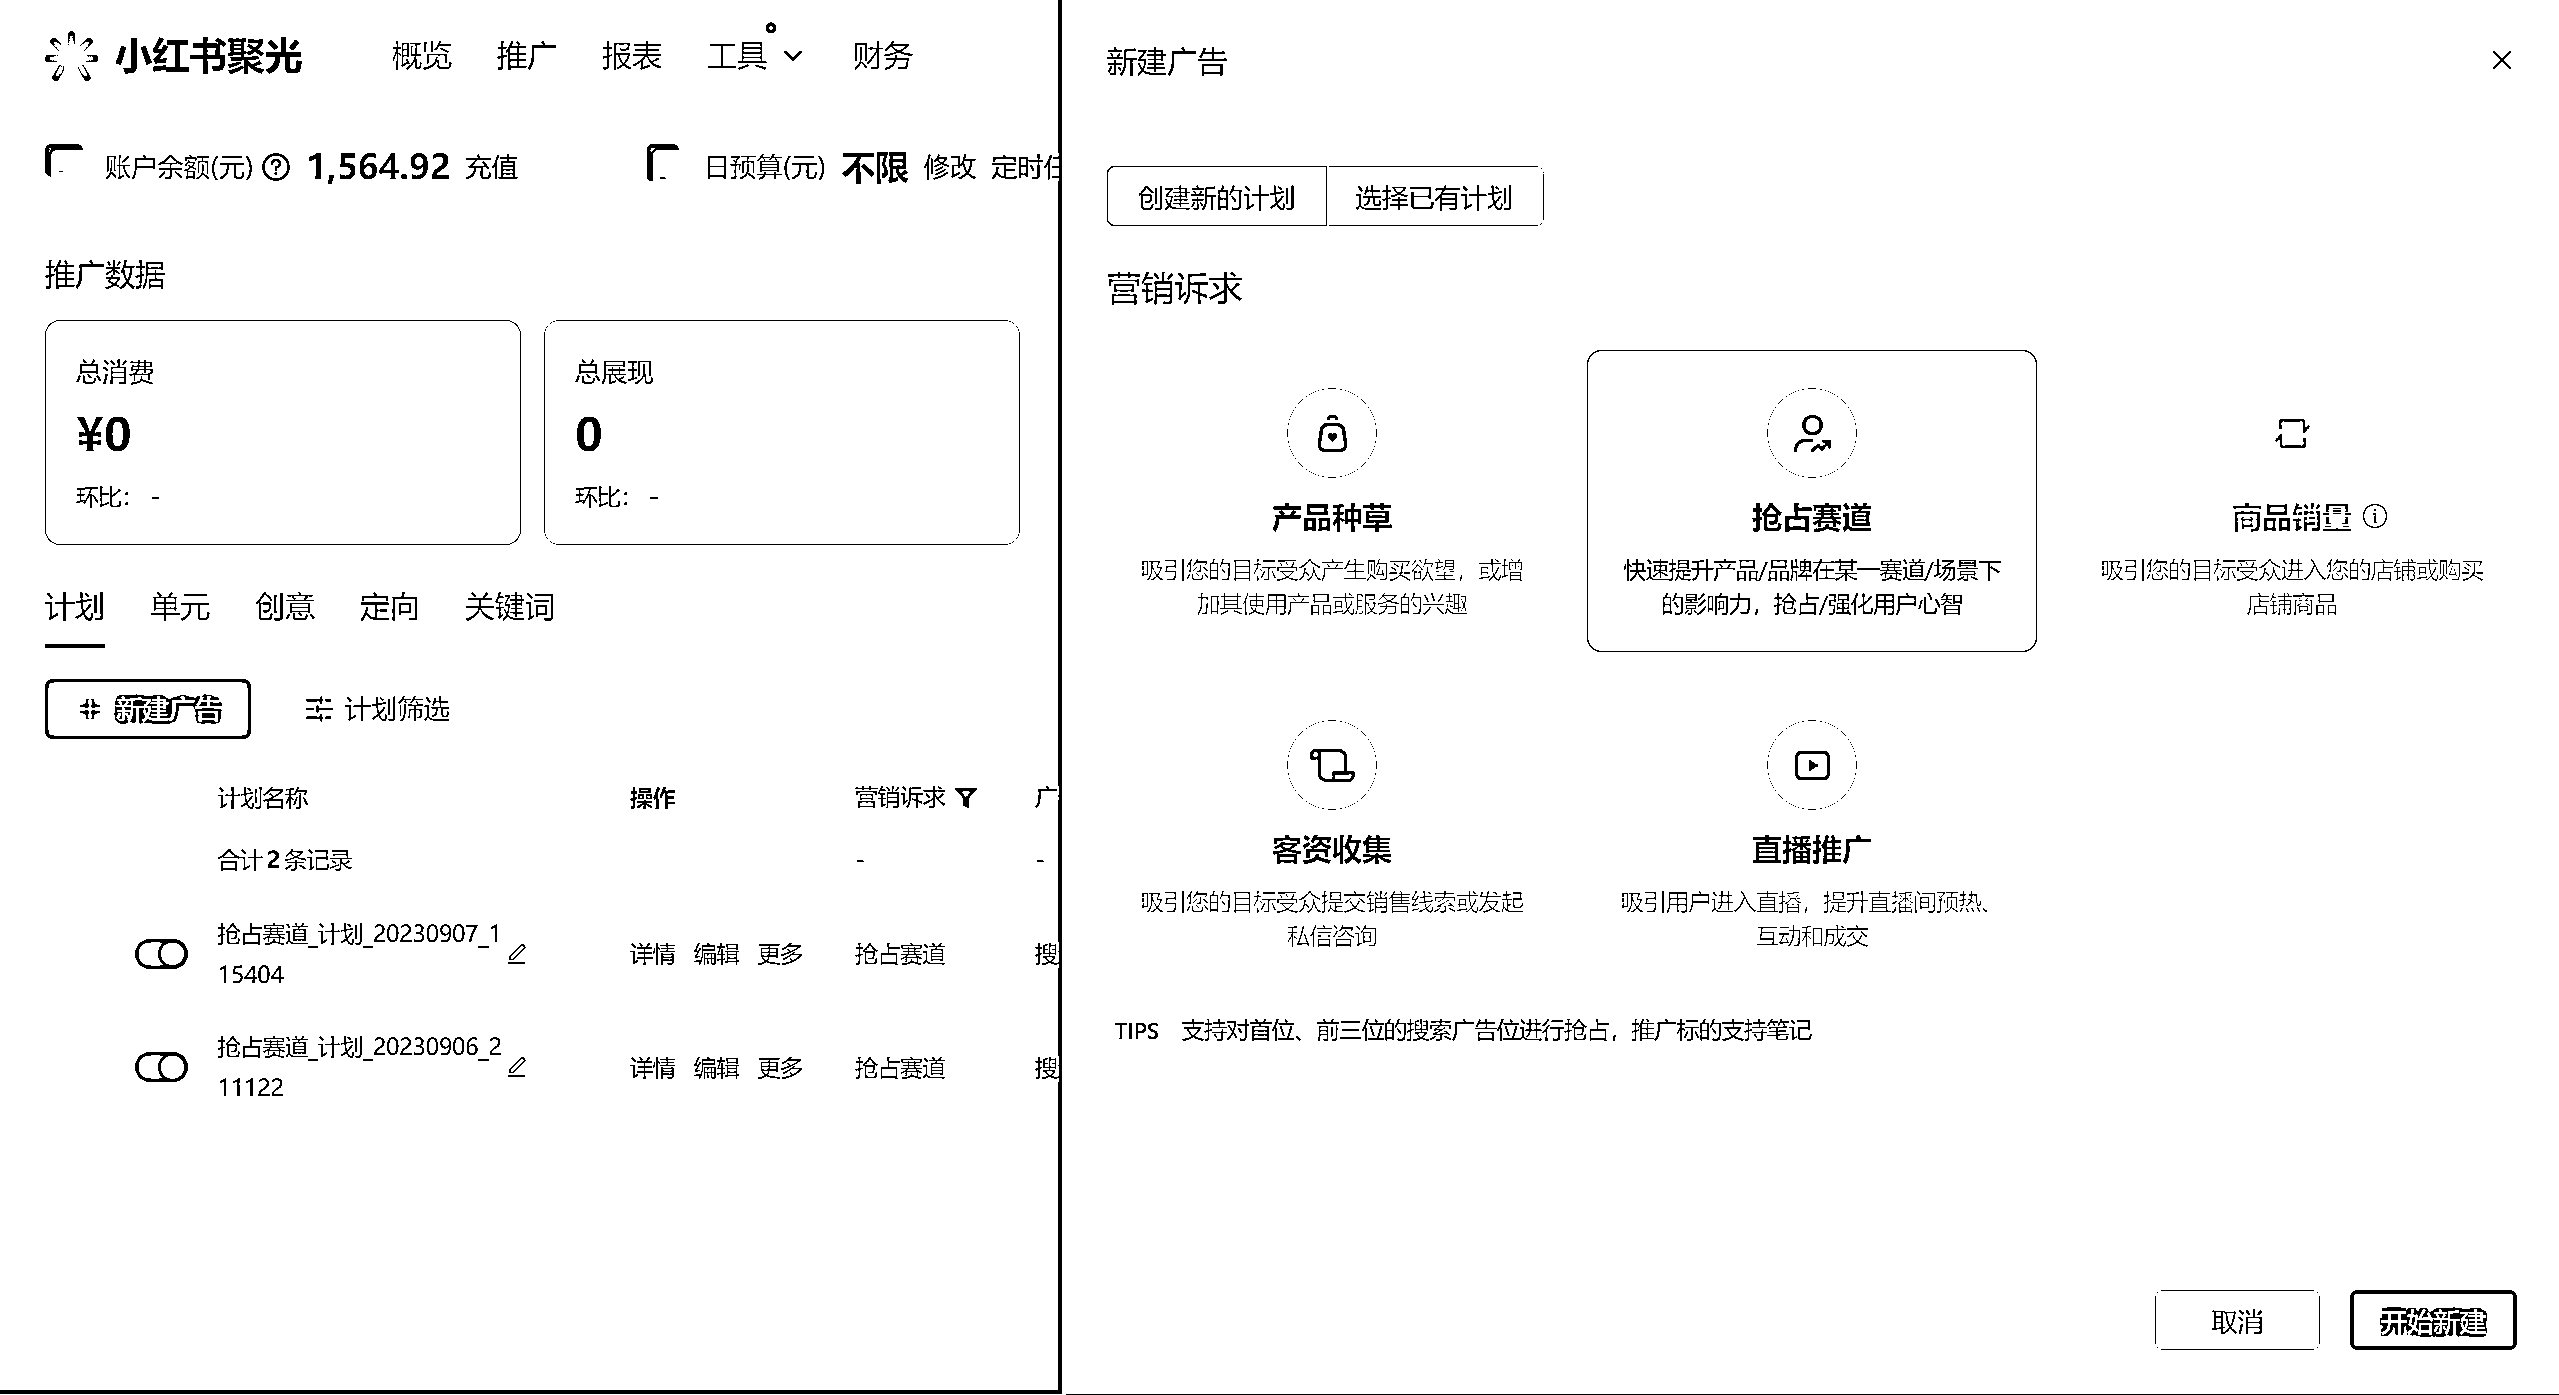 小红书聚光 概览 推广 报表 工具 财务
账户余额(元) 1,564.92 充值 日预算(元) 不限 修改 定时任
推广数据
总消费
¥0
环比： -
总展现
0
环比： -
计划 单元 创意 定向 关键词
新建广告 计划筛选
计划名称 操作 营销诉求 广
合计 2 条记录 - -
抢占赛道_计划_20230907_1
15404
详情 编辑 更多 抢占赛道 搜
抢占赛道_计划_20230906_2
11122
详情 编辑 更多 抢占赛道 搜
新建广告
创建新的计划 选择已有计划
营销诉求
产品种草
吸引您的目标受众产生购买欲望，或增
加其使用产品或服务的兴趣
抢占赛道
快速提升产品/品牌在某一赛道/场景下
的影响力，抢占/强化用户心智
商品销量
吸引您的目标受众进入您的店铺或购买
店铺商品
客资收集
吸引您的目标受众提交销售线索或发起
私信咨询
直播推广
吸引用户进入直播，提升直播间预热、
互动和成交
TIPS 支持对首位、前三位的搜索广告位进行抢占，推广标的支持笔记
取消 开始新建